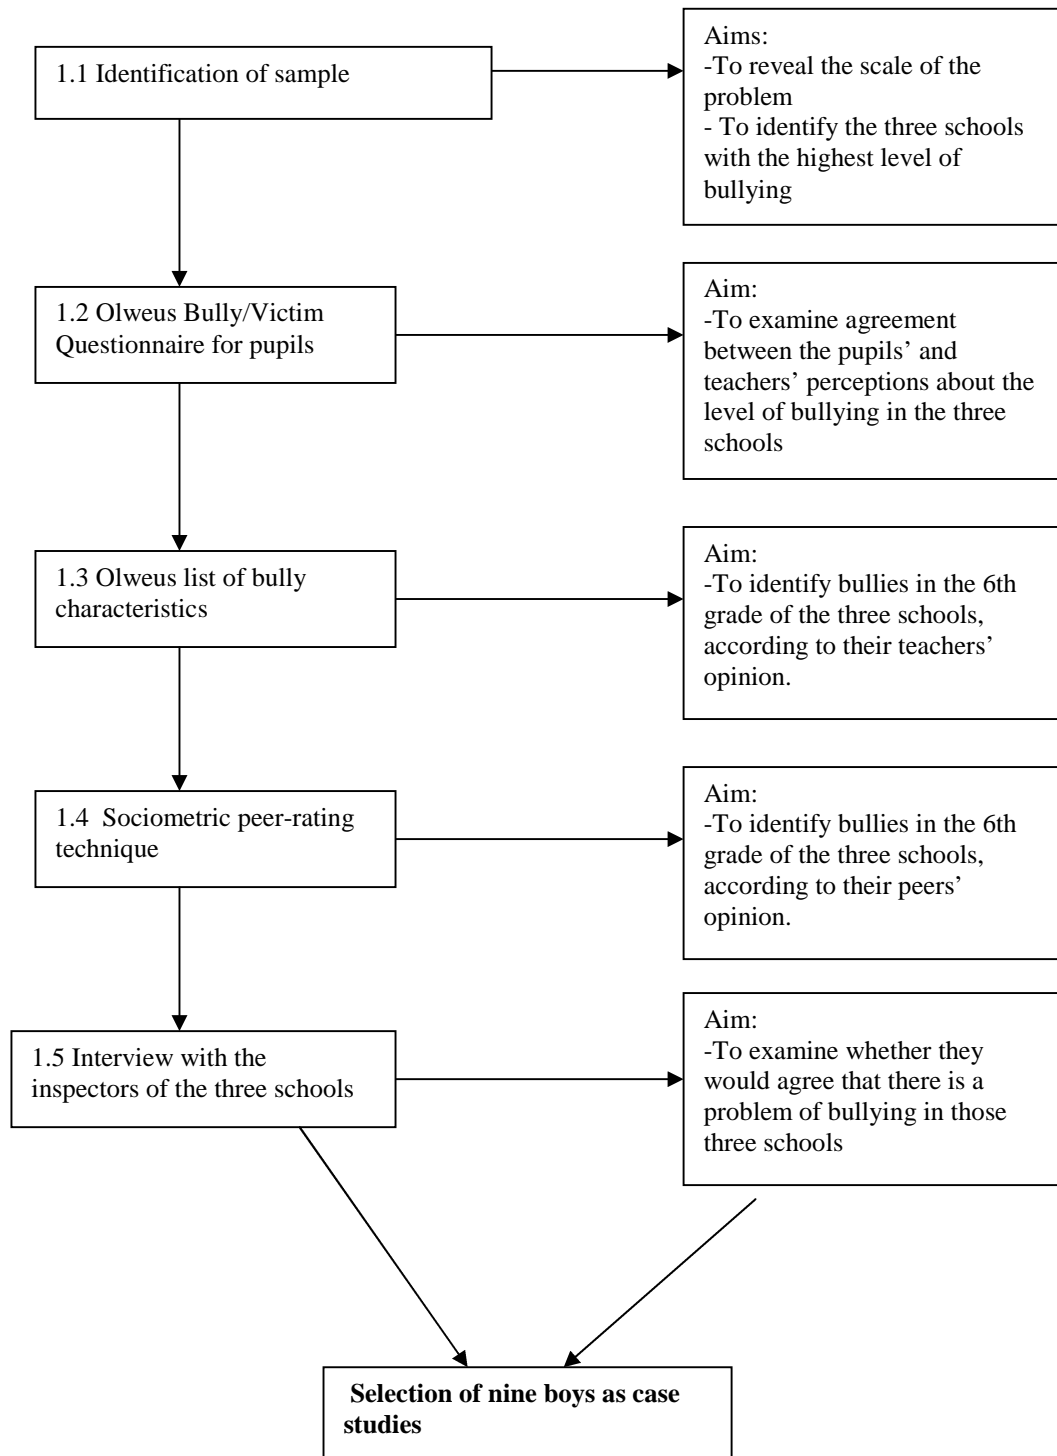 1.1 Identification of sample
Aims:
-To reveal the scale of the
problem
- To identify the three schools
with the highest level of
bullying
1.2 Olweus Bully/Victim
Questionnaire for pupils
Aim:
-To examine agreement
between the pupils’ and
teachers’ perceptions about the
level of bullying in the three
schools
1.3 Olweus list of bully
characteristics
Aim:
-To identify bullies in the 6th
grade of the three schools,
according to their teachers’
opinion.
1.4 Sociometric peer-rating
technique
Aim:
-To identify bullies in the 6th
grade of the three schools,
according to their peers’
opinion.
1.5 Interview with the
inspectors of the three schools
Aim:
-To examine whether they
would agree that there is a
problem of bullying in those
three schools
Selection of nine boys as case
studies